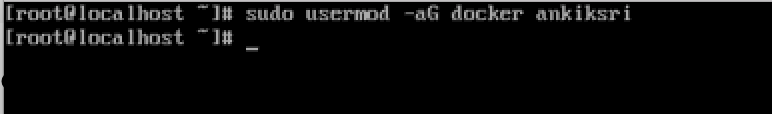 [root@localhost ~]# sudo usermod -aG docker ankiksri
[root@localhost ~]# _